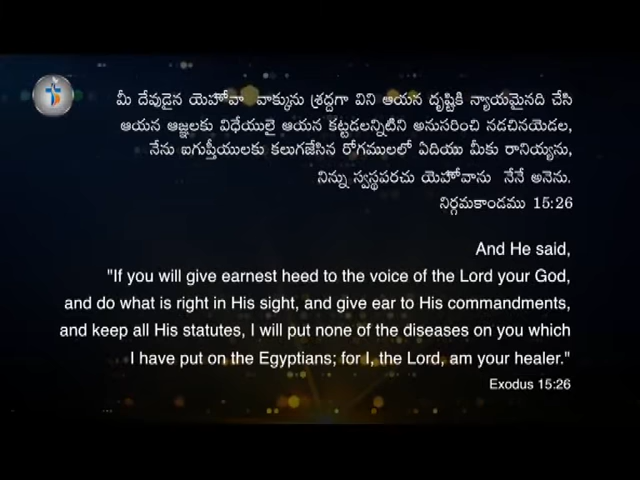 మీ దేవుడైన యెహోవా వాక్కును శ్రద్ధగా విని ఆయన దృష్టికి న్యాయమైనది చేసి
ఆయన ఆజ్ఞలకు విధేయులై ఆయన కట్టడలన్నిటిని అనుసరించి నడచినయెడల,
నేను ఐగుప్తీయులకు కలుగజేసిన రోగములలో ఏదియు మీకు రానియ్యను,
నిన్ను స్వస్థపరచు యెహోవాను నేనే అనెను.
నిర్గమకాండము 15:26
And He said,
"If you will give earnest heed to the voice of the Lord your God,
and do what is right in His sight, and give ear to His commandments,
and keep all His statutes, I will put none of the diseases on you which
I have put on the Egyptians; for I, the Lord, am your healer."
Exodus 15:26